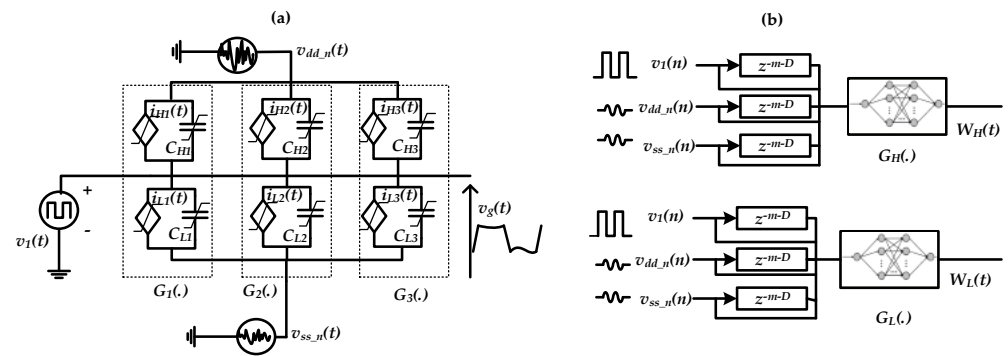 (a)
v_dd_n(t)
i_H1(t)
i_H2(t)
i_H3(t)
C_H1
C_H2
C_H3
+
-
v_1(t)
i_L1(t)
i_L2(t)
i_L3(t)
C_L1
C_L2
C_L3
v_g(t)
G_1(.)
G_2(.)
G_3(.)
v_ss_n(t)
(b)
v_1(n)
z^-m-D
v_dd_n(n)
z^-m-D
v_ss_n(n)
z^-m-D
G_H(.)
W_H(t)
v_1(n)
z^-m-D
v_dd_n(n)
z^-m-D
v_ss_n(n)
z^-m-D
G_L(.)
W_L(t)